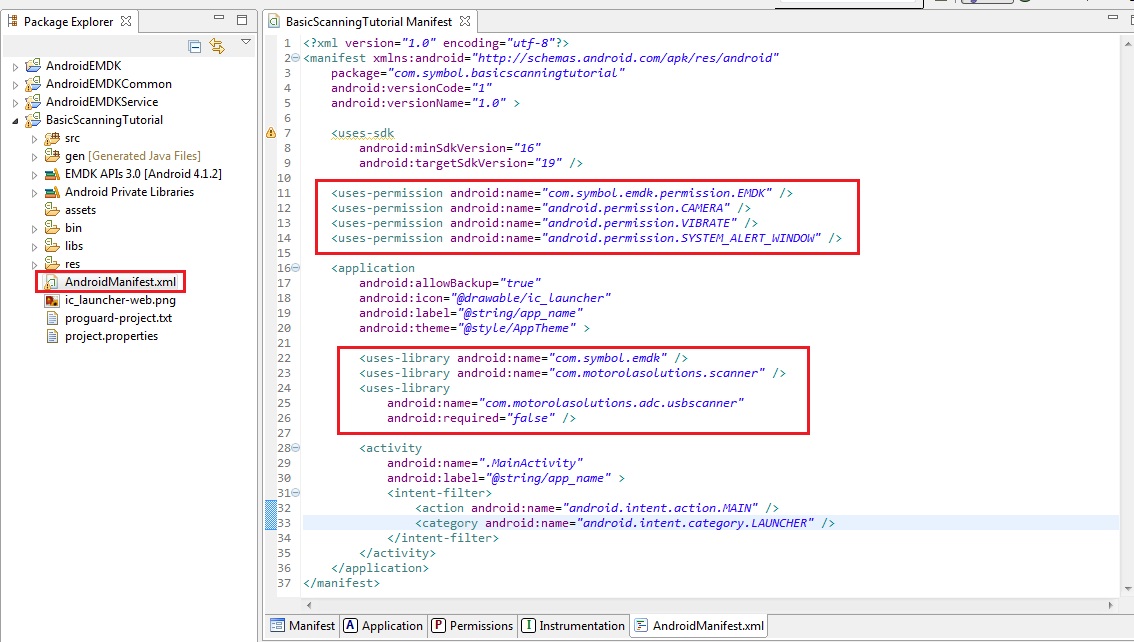 Package Explorer
AndroidEMDK
AndroidEMDKCommon
AndroidEMDKService
BasicScanningTutorial
src
gen [Generated Java Files]
EMDK APIs 3.0 [Android 4.1.2]
Android Private Libraries
assets
bin
libs
res
AndroidManifest.xml
ic_launcher-web.png
proguard-project.txt
project.properties
BasicScanningTutorial Manifest
1 <?xml version="1.0" encoding="utf-8"?>
2 <manifest xmlns:android="http://schemas.android.com/apk/res/android"
3 package="com.symbol.basicscanningtutorial"
4 android:versionCode="1"
5 android:versionName="1.0" >
6
7 <uses-sdk
8 android:minSdkVersion="16"
9 android:targetSdkVersion="19" />
10
11 <uses-permission android:name="com.symbol.emdk.permission.EMDK" />
12 <uses-permission android:name="android.permission.CAMERA" />
13 <uses-permission android:name="android.permission.VIBRATE" />
14 <uses-permission android:name="android.permission.SYSTEM_ALERT_WINDOW" />
15
16 <application
17 android:allowBackup="true"
18 android:icon="@drawable/ic_launcher"
19 android:label="@string/app_name"
20 android:theme="@style/AppTheme" >
21
22 <uses-library android:name="com.symbol.emdk" />
23 <uses-library android:name="com.motorolasolutions.scanner" />
24 <uses-library
25 android:name="com.motorolasolutions.adc.usbscanner"
26 android:required="false" />
27
28 <activity
29 android:name=".MainActivity"
30 android:label="@string/app_name" >
31 <intent-filter>
32 <action android:name="android.intent.action.MAIN" />
33 <category android:name="android.intent.category.LAUNCHER" />
34 </intent-filter>
35 </activity>
36 </application>
37 </manifest>
Manifest
A Application
P Permissions
I Instrumentation
AndroidManifest.xml